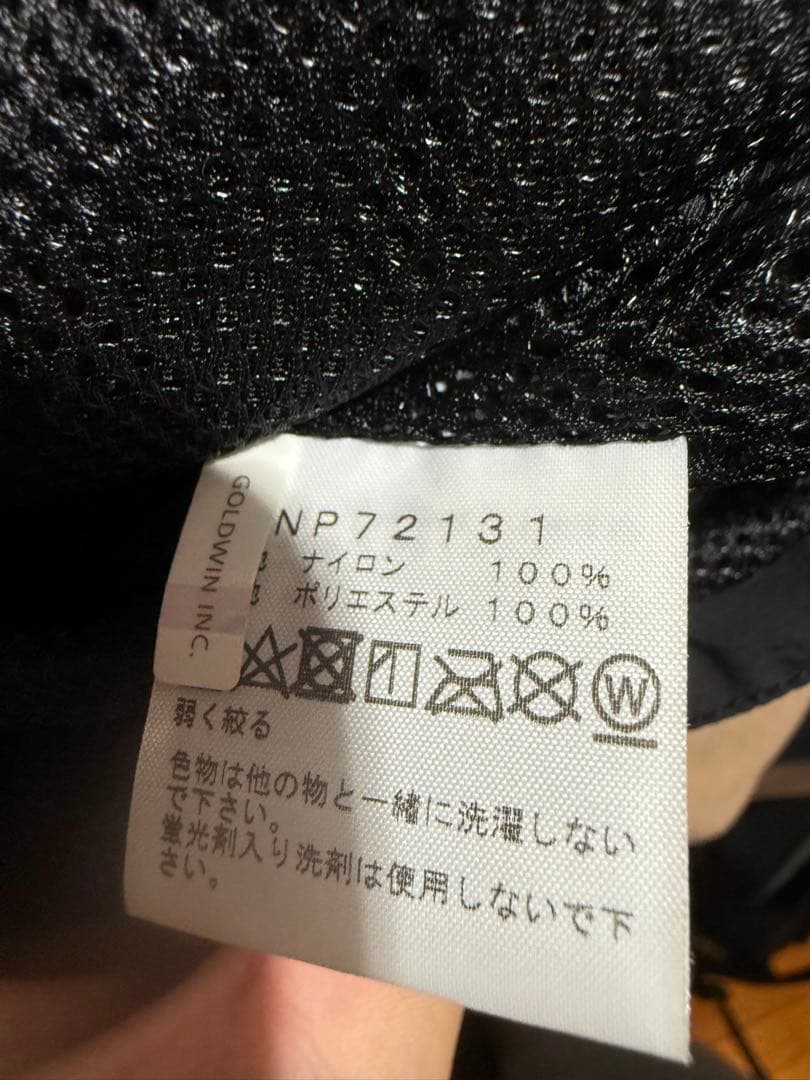 GOLDWIN INC.
NP72131
ナイロン 100%
ポリエステル 100%
W
弱く絞る
色物は他の物と一緒に洗濯しない
で下さい。
蛍光剤入り洗剤は使用しないで下
さい。